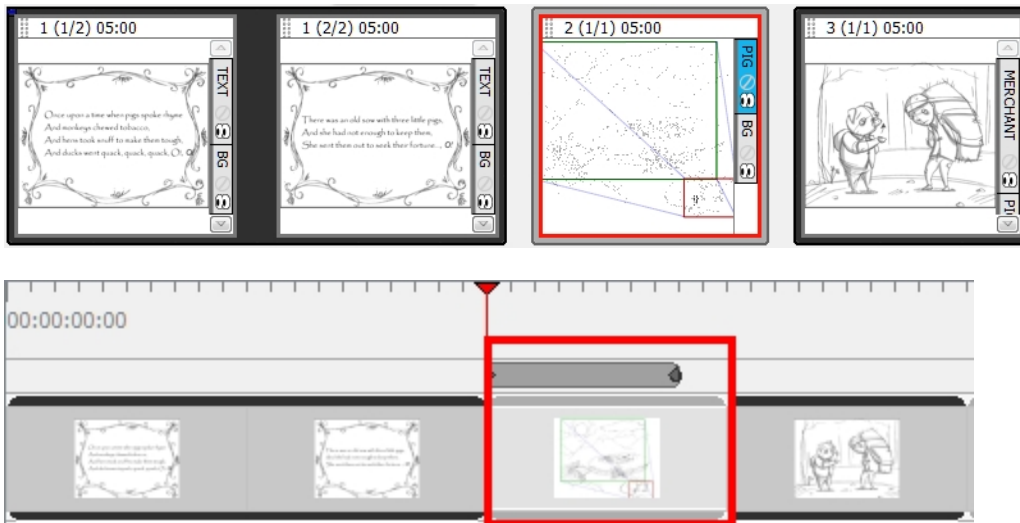 1 (1/2) 05:00
Once upon a time when pigs spoke rhyme
And monkeys chewed tobacco,
And hens took snuff to make them tough,
And ducks went quack, quack, quack, O!,
TEXT
BG
1 (2/2) 05:00
There was an old sow with three little pigs,
And she had not enough to keep them,
She sent them out to seek their fortune...
TEXT
BG
2 (1/1) 05:00
PIG
BG
3 (1/1) 05:00
MERCHANT
00:00:00:00